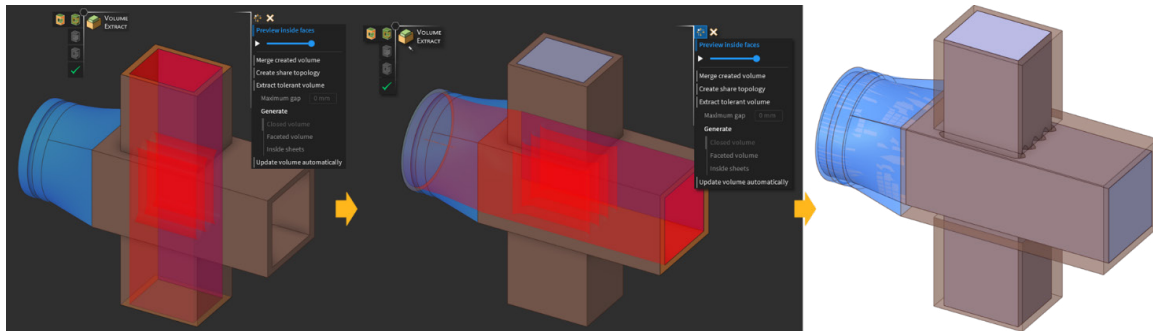 VOLUME
EXTRACT
Preview inside faces
Merge created volume
Create share topology
Extract tolerant volume
Maximum gap 0 mm
Generate
Closed volume
Faceted volume
Inside sheets
Update volume automatically
VOLUME
EXTRACT
Preview inside faces
Merge created volume
Create share topology
Extract tolerant volume
Maximum gap 0 mm
Generate
Closed volume
Faceted volume
Inside sheets
Update volume automatically